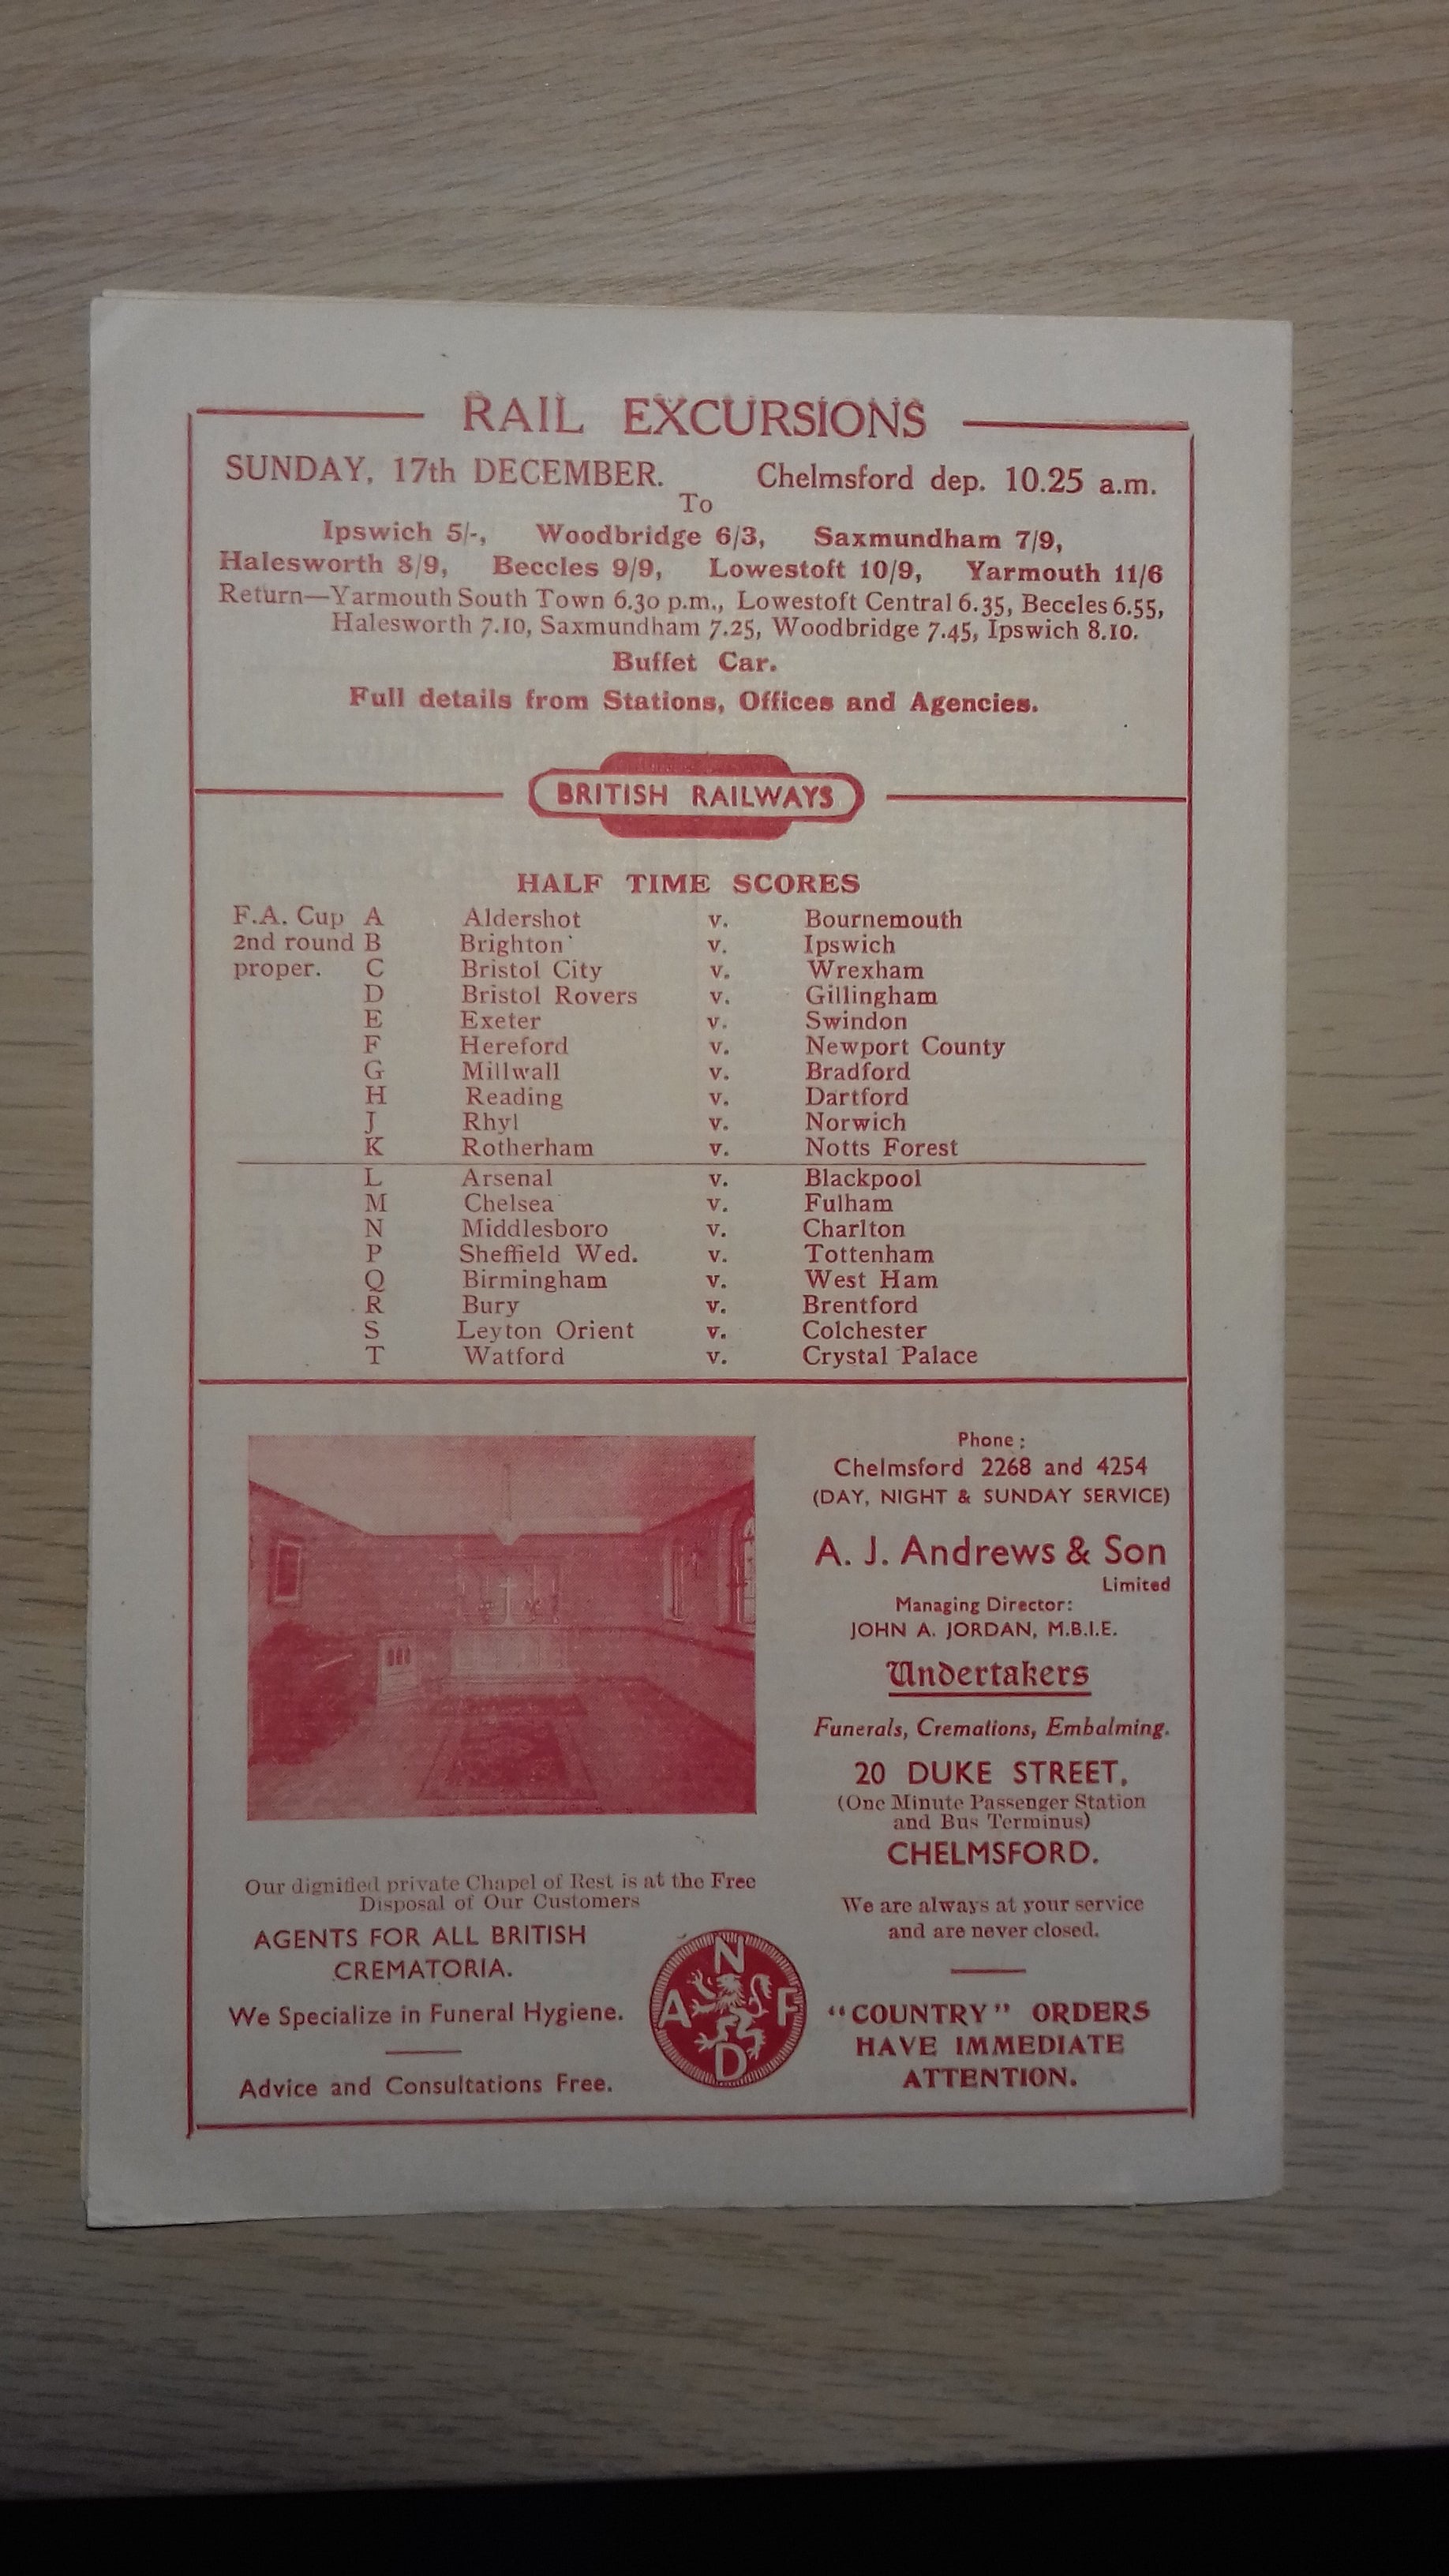 RAIL EXCURSIONS
SUNDAY, 17th DECEMBER. Chelmsford dep. 10.25 a.m.
To
Ipswich 5/-, Woodbridge 6/3, Saxmundham 7/9,
Halesworth 8/9, Beccles 9/9, Lowestoft 10/9, Yarmouth 11/6
Return—Yarmouth South Town 6.30 p.m., Lowestoft Central 6.35, Beccles 6.55,
Halesworth 7.10, Saxmundham 7.25, Woodbridge 7.45, Ipswich 8.10.
Buffet Car.
Full details from Stations, Offices and Agencies.
BRITISH RAILWAYS
HALF TIME SCORES
F.A. Cup A Aldershot v. Bournemouth
2nd round B Brighton v. Ipswich
proper. C Bristol City v. Wrexham
D Bristol Rovers v. Gillingham
E Exeter v. Swindon
F Hereford v. Newport County
G Millwall v. Bradford
H Reading v. Dartford
J Rhyl v. Norwich
K Rotherham v. Notts Forest
L Arsenal v. Blackpool
M Chelsea v. Fulham
N Middlesboro v. Charlton
P Sheffield Wed. v. Tottenham
Q Birmingham v. West Ham
R Bury v. Brentford
S Leyton Orient v. Colchester
T Watford v. Crystal Palace
Phone :
Chelmsford 2268 and 4254
(DAY, NIGHT & SUNDAY SERVICE)
A. J. Andrews & Son
Limited
Managing Director:
JOHN A. JORDAN, M.B.I.E.
Undertakers
Funerals, Cremations, Embalming.
20 DUKE STREET,
(One Minute Passenger Station
and Bus Terminus)
CHELMSFORD.
We are always at your service
and are never closed.
"COUNTRY" ORDERS
HAVE IMMEDIATE
ATTENTION.
Our dignified private Chapel of Rest is at the Free
Disposal of Our Customers
AGENTS FOR ALL BRITISH
CREMATORIA.
We Specialize in Funeral Hygiene.
Advice and Consultations Free.
N
A F
D